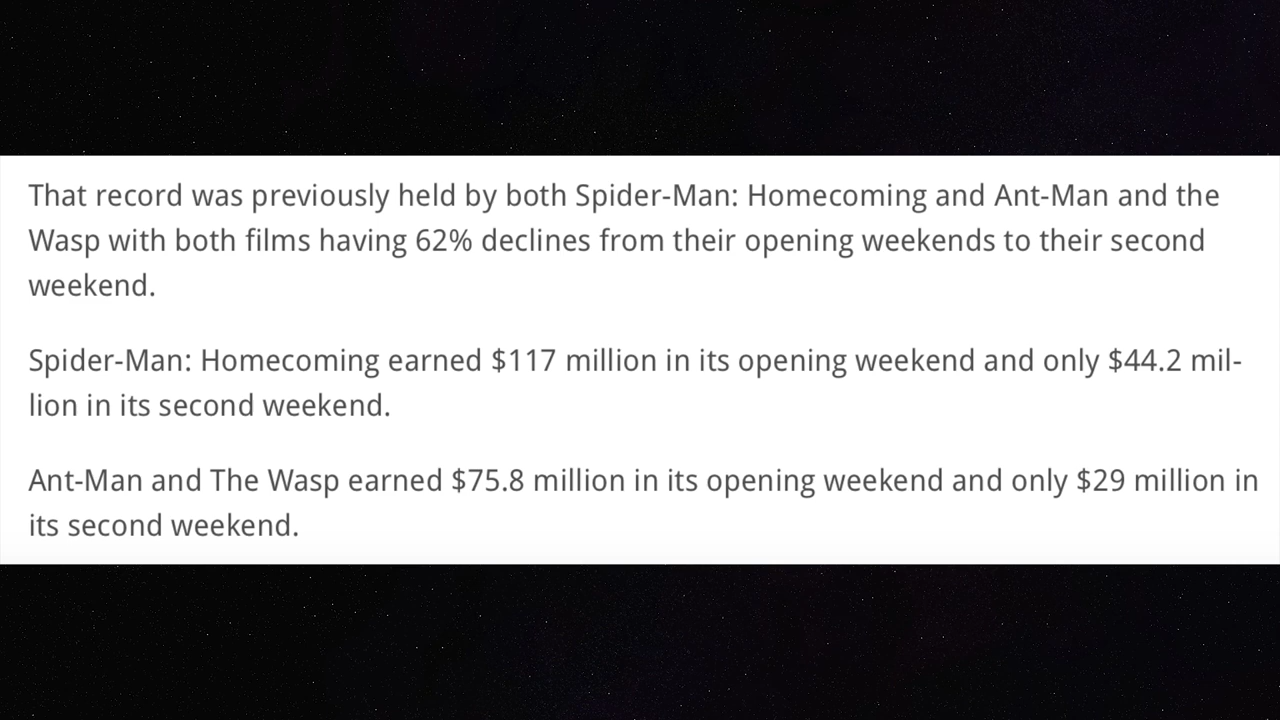 That record was previously held by both Spider-Man: Homecoming and Ant-Man and the
Wasp with both films having 62% declines from their opening weekends to their second
weekend.
Spider-Man: Homecoming earned $117 million in its opening weekend and only $44.2 mil-
lion in its second weekend.
Ant-Man and The Wasp earned $75.8 million in its opening weekend and only $29 million in
its second weekend.